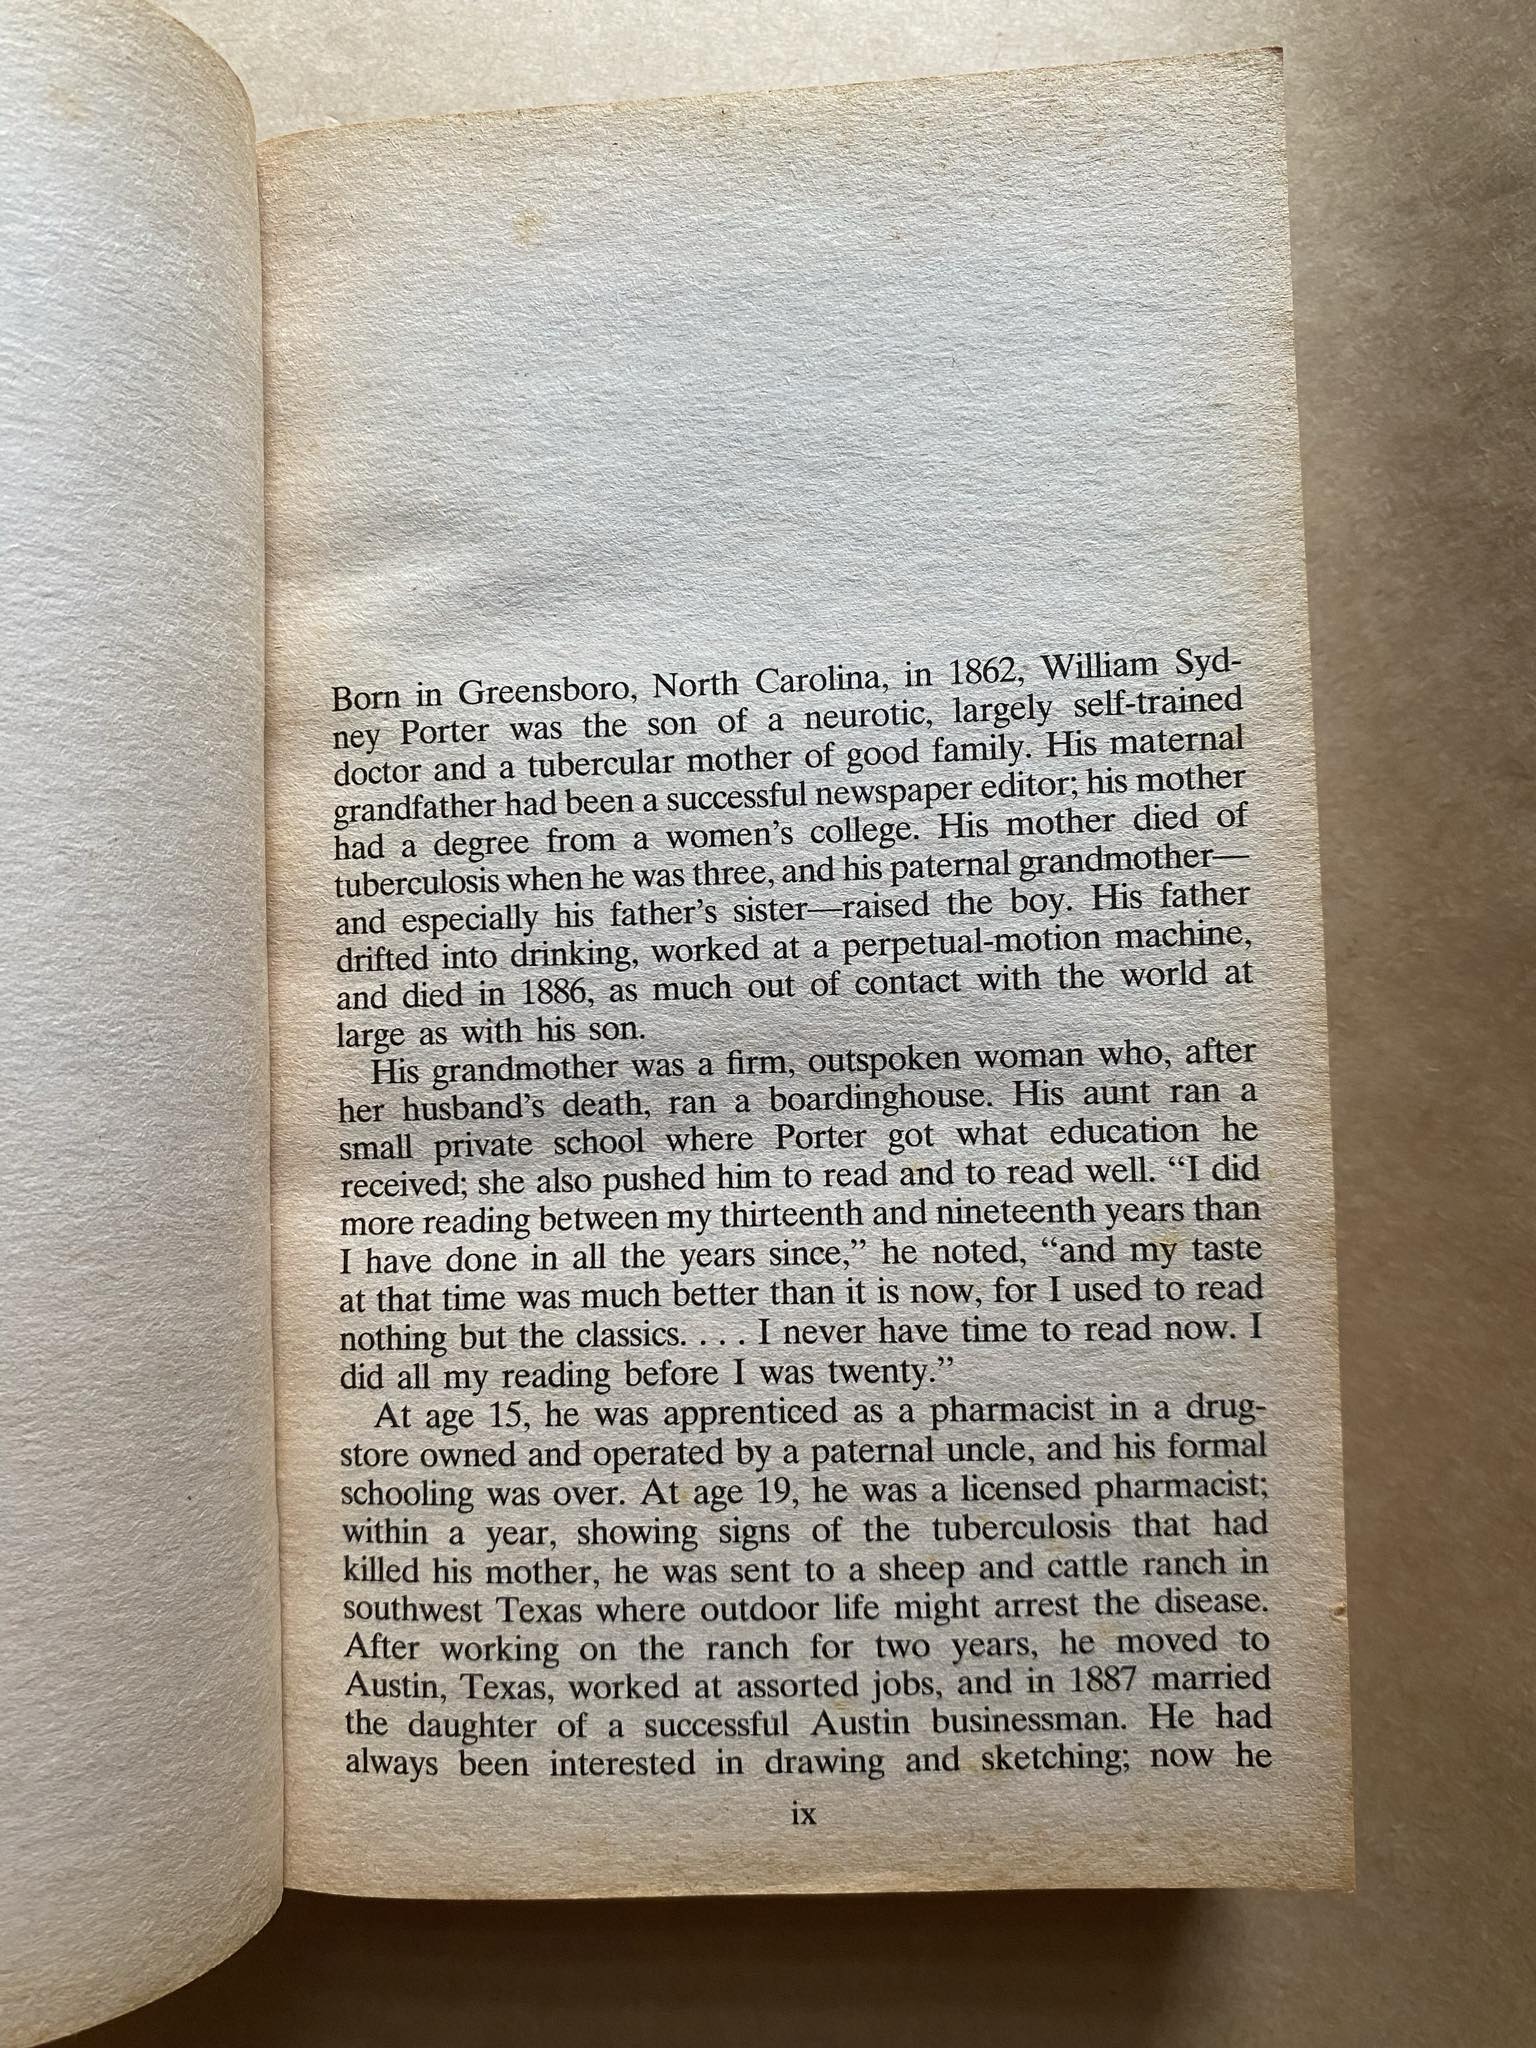 Born in Greensboro, North Carolina, in 1862, William Syd-
ney Porter was the son of a neurotic, largely self-trained
doctor and a tubercular mother of good family. His maternal
grandfather had been a successful newspaper editor; his mother
had a degree from a women's college. His mother died of
tuberculosis when he was three, and his paternal grandmother—
and especially his father's sister—raised the boy. His father
drifted into drinking, worked at a perpetual-motion machine,
and died in 1886, as much out of contact with the world at
large as with his son.
His grandmother was a firm, outspoken woman who, after
her husband's death, ran a boardinghouse. His aunt ran a
small private school where Porter got what education he
received; she also pushed him to read and to read well. “I did
more reading between my thirteenth and nineteenth years than
I have done in all the years since,” he noted, “and my taste
at that time was much better than it is now, for I used to read
nothing but the classics. . . . I never have time to read now. I
did all my reading before I was twenty.”
At age 15, he was apprenticed as a pharmacist in a drug-
store owned and operated by a paternal uncle, and his formal
schooling was over. At age 19, he was a licensed pharmacist;
within a year, showing signs of the tuberculosis that had
killed his mother, he was sent to a sheep and cattle ranch in
southwest Texas where outdoor life might arrest the disease.
After working on the ranch for two years, he moved to
Austin, Texas, worked at assorted jobs, and in 1887 married
the daughter of a successful Austin businessman. He had
always been interested in drawing and sketching; now he
ix